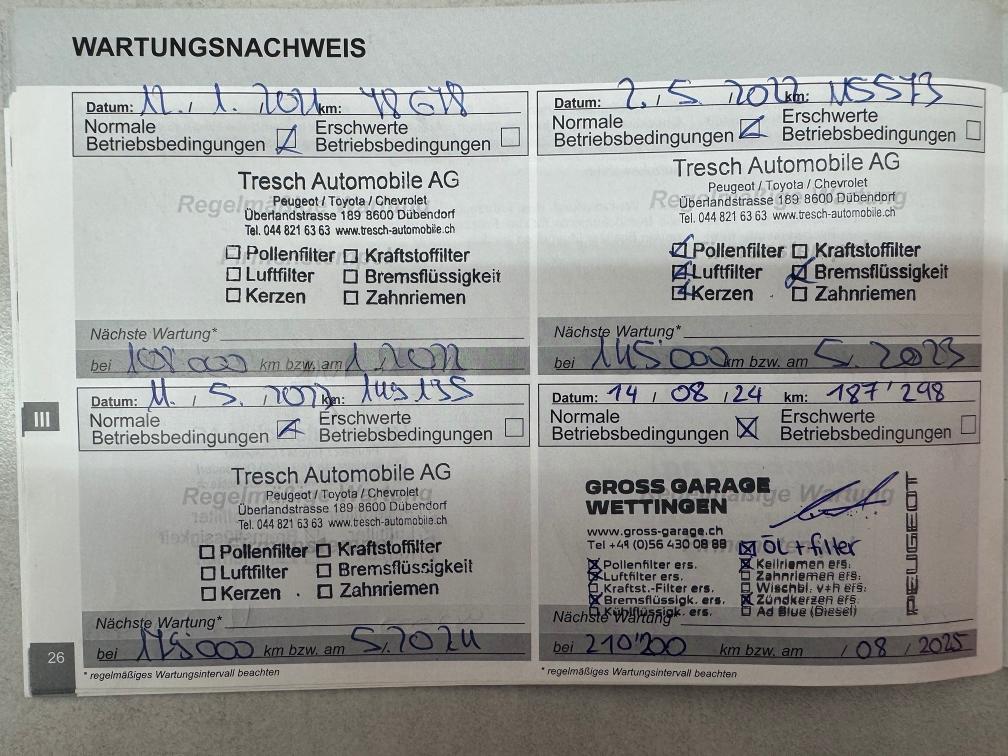 WARTUNGSNACHWEIS
Datum: 12. / 1. / 2021 km: 78678
Normale Betriebsbedingungen
Erschwerte Betriebsbedingungen
Tresch Automobile AG
Peugeot / Toyota / Chevrolet
Überlandstrasse 189 8600 Dübendorf
Tel. 044 821 63 63 www.tresch-automobile.ch
Pollenfilter Kraftstoffilter
Luftfilter Bremsflüssigkeit
Kerzen Zahnriemen
Nächste Wartung*
bei 108'000 km bzw. am 1. 2022
Datum: 2. / 5. / 2022 km: 115573
Normale Betriebsbedingungen
Erschwerte Betriebsbedingungen
Tresch Automobile AG
Peugeot / Toyota / Chevrolet
Überlandstrasse 189 8600 Dübendorf
Tel. 044 821 63 63 www.tresch-automobile.ch
Pollenfilter Kraftstoffilter
Luftfilter Bremsflüssigkeit
Kerzen Zahnriemen
Nächste Wartung*
bei 145'000 km bzw. am 5. 2023
III
Datum: 11. / 5. / 2023 km: 149135
Normale Betriebsbedingungen
Erschwerte Betriebsbedingungen
Regelmäßige Wartung
Tresch Automobile AG
Peugeot / Toyota / Chevrolet
Überlandstrasse 189 8600 Dübendorf
Tel. 044 821 63 63 www.tresch-automobile.ch
Pollenfilter Kraftstoffilter
Luftfilter Bremsflüssigkeit
Kerzen Zahnriemen
Nächste Wartung*
bei 179000 km bzw. am 5. 2024
* regelmäßiges Wartungsintervall beachten
Datum: 14 / 08 / 24 km: 187'298
Normale Betriebsbedingungen
Erschwerte Betriebsbedingungen
GROSS GARAGE
WETTINGEN
www.gross-garage.ch
Tel +49 (0)56 430 08 88
ÖL + filter
Pollenfilter ers. Keilriemen ers.
Luftfilter ers. Zahnriemen ers.
Kraftst.-Filter ers. Wischbl. v+h ers.
Bremsflüssigk. ers. Zündkerzen ers.
Kühlflüssigk. ers. Ad Blue (Diesel)
PEUGEOT
Nächste Wartung*
bei 210'200 km bzw. am / 08 / 2025
* regelmäßiges Wartungsintervall beachten
26